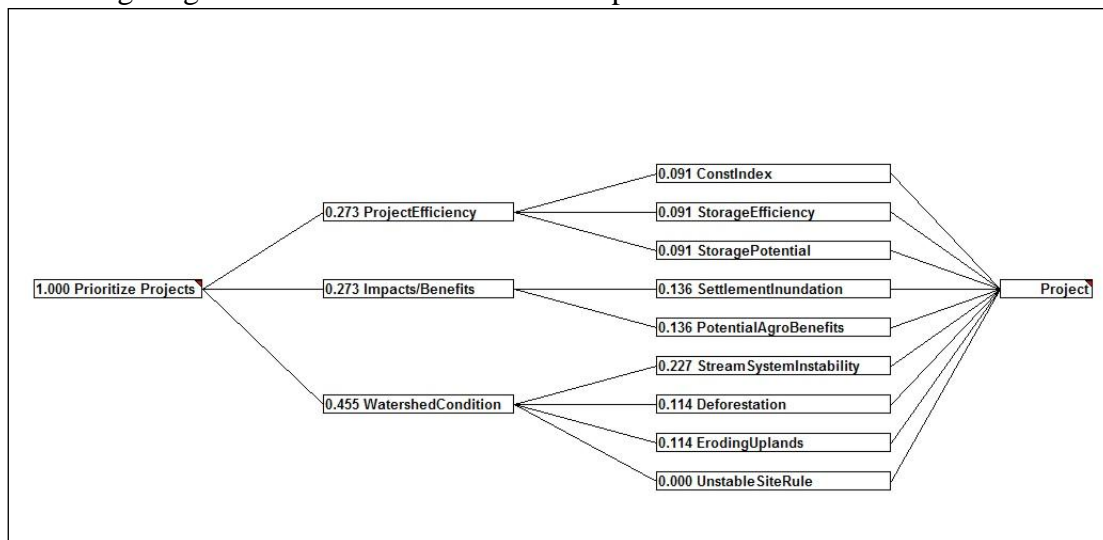 0.091 ConstIndex
0.273 ProjectEfficiency
0.091 StorageEfficiency
0.091 StoragePotential
1.000 Prioritize Projects
0.273 Impacts/Benefits
0.136 SettlementInundation
Project
0.136 PotentialAgroBenefits
0.227 StreamSystemInstability
0.455 WatershedCondition
0.114 Deforestation
0.114 ErodingUplands
0.000 UnstableSiteRule